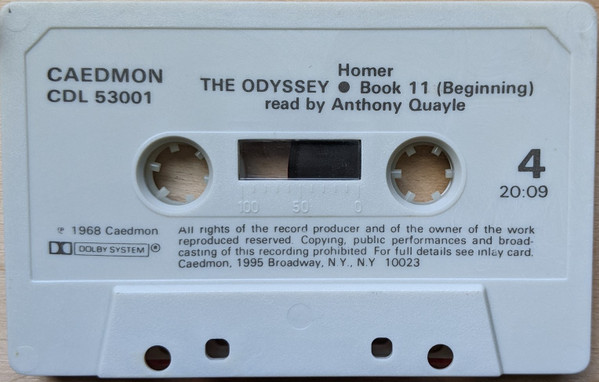 CAEDMON
CDL 53001
Homer
THE ODYSSEY ● Book 11 (Beginning)
read by Anthony Quayle
4
20:09
100 50 0
℗ 1968 Caedmon
DOLBY SYSTEM ®
All rights of the record producer and of the owner of the work
reproduced reserved. Copying, public performances and broad-
casting of this recording prohibited. For full details see inlay card.
Caedmon, 1995 Broadway, N.Y., N.Y 10023